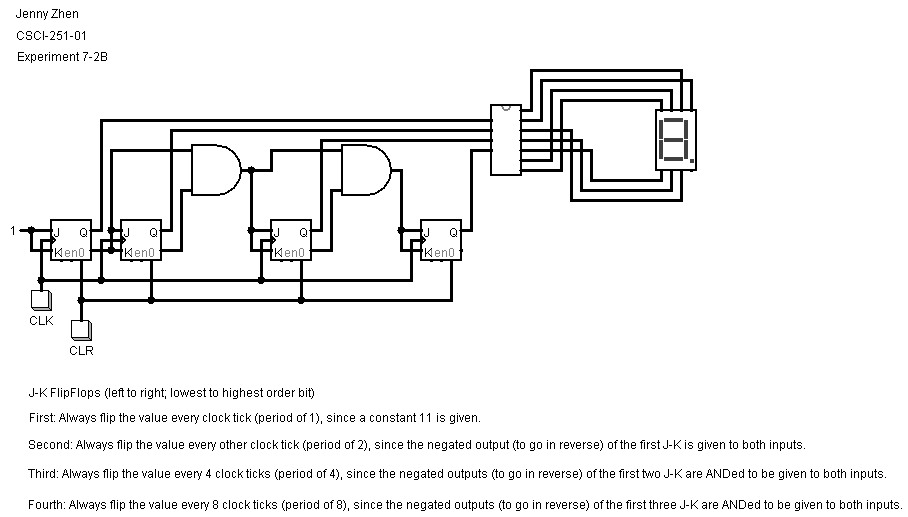 Jenny Zhen
CSCI-251-01
Experiment 7-2B
1
J Q J Q J Q J Q
K en0 K en0 K en0 K en0
CLK
CLR
J-K FlipFlops (left to right; lowest to highest order bit)
First: Always flip the value every clock tick (period of 1), since a constant 11 is given.
Second: Always flip the value every other clock tick (period of 2), since the negated output (to go in reverse) of the first J-K is given to both inputs.
Third: Always flip the value every 4 clock ticks (period of 4), since the negated outputs (to go in reverse) of the first two J-K are ANDed to be given to both inputs.
Fourth: Always flip the value every 8 clock ticks (period of 8), since the negated outputs (to go in reverse) of the first three J-K are ANDed to be given to both inputs.